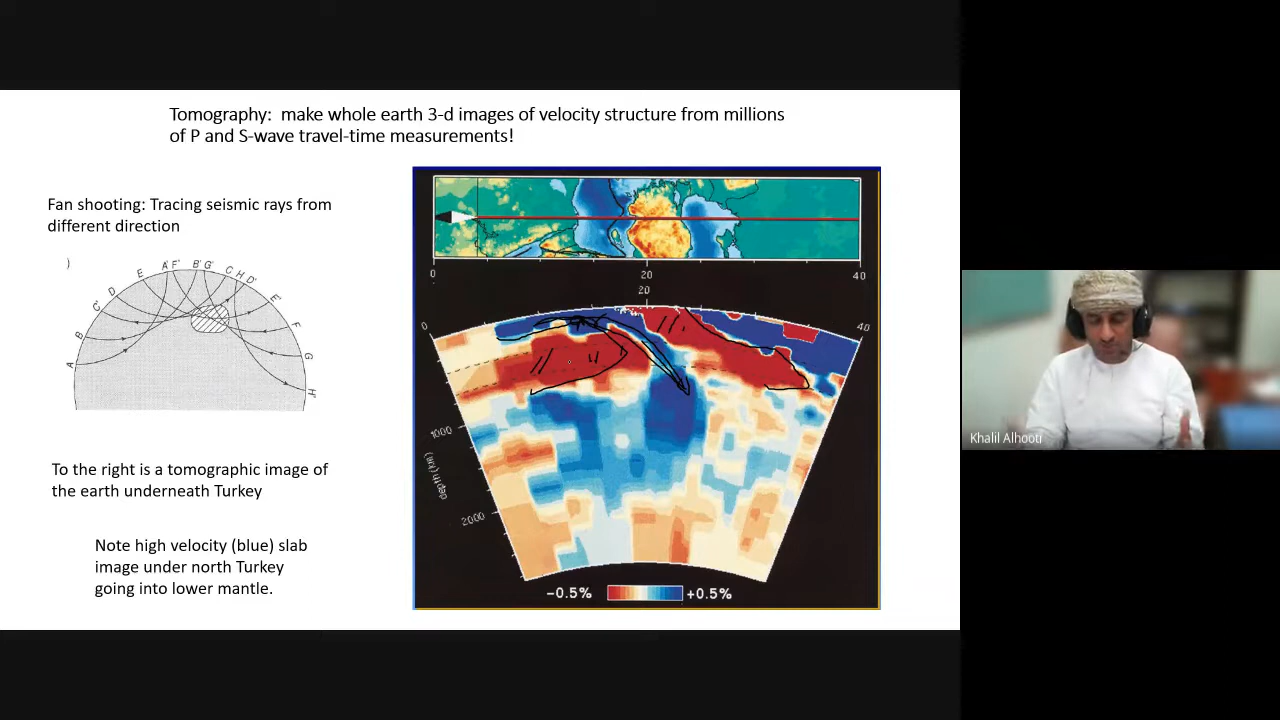 Tomography: make whole earth 3-d images of velocity structure from millions
of P and S-wave travel-time measurements!
Fan shooting: Tracing seismic rays from
different direction
)
A B C' D E A' F' B' G' C H D' E' F G H'
To the right is a tomographic image of
the earth underneath Turkey
Note high velocity (blue) slab
image under north Turkey
going into lower mantle.
0 20 40
20
0 40
1000
depth (km)
2000
-0.5% +0.5%
Khalil Alhooti